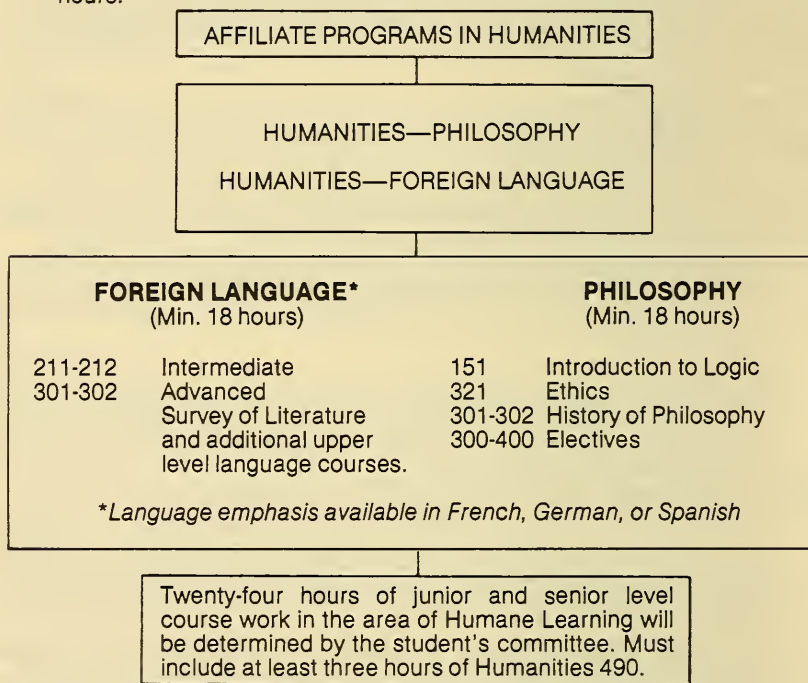 hours.
AFFILIATE PROGRAMS IN HUMANITIES
HUMANITIES—PHILOSOPHY
HUMANITIES—FOREIGN LANGUAGE
FOREIGN LANGUAGE*
(Min. 18 hours)
211-212 Intermediate
301-302 Advanced
Survey of Literature
and additional upper
level language courses.
PHILOSOPHY
(Min. 18 hours)
151 Introduction to Logic
321 Ethics
301-302 History of Philosophy
300-400 Electives
*Language emphasis available in French, German, or Spanish
Twenty-four hours of junior and senior level
course work in the area of Humane Learning will
be determined by the student's committee. Must
include at least three hours of Humanities 490.